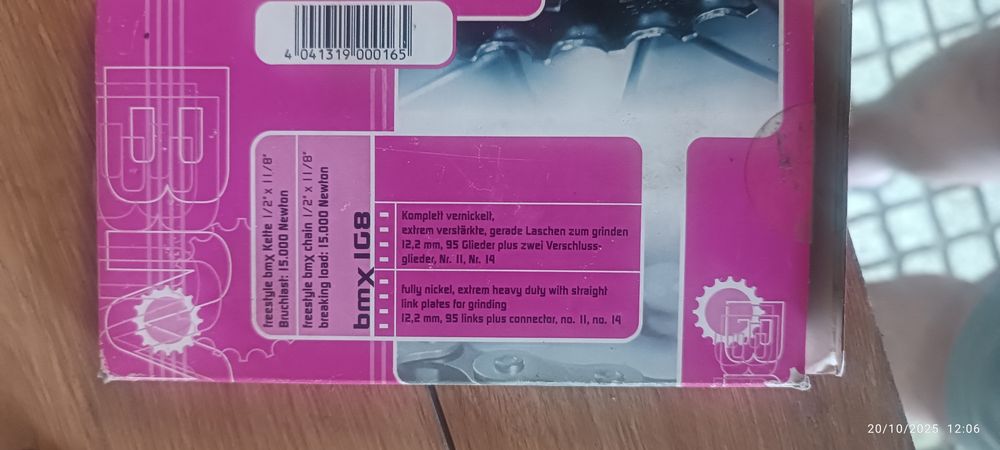 4 041319 000165
freestyle bmx Kette 1/2" x 11/8"
Bruchlast: 15.000 Newton
freestyle bmx chain 1/2" x 11/8"
breaking load: 15.000 Newton
bmx 1G8
Komplett vernickelt,
extrem verstärkte, gerade Laschen zum grinden
12,2 mm, 95 Glieder plus zwei Verschluss-
glieder, Nr. 11, Nr. 14
fully nickel, extrem heavy duty with straight
link plates for grinding
12,2 mm, 95 links plus connector, no. 11, no. 14
20/10/2025 12:06